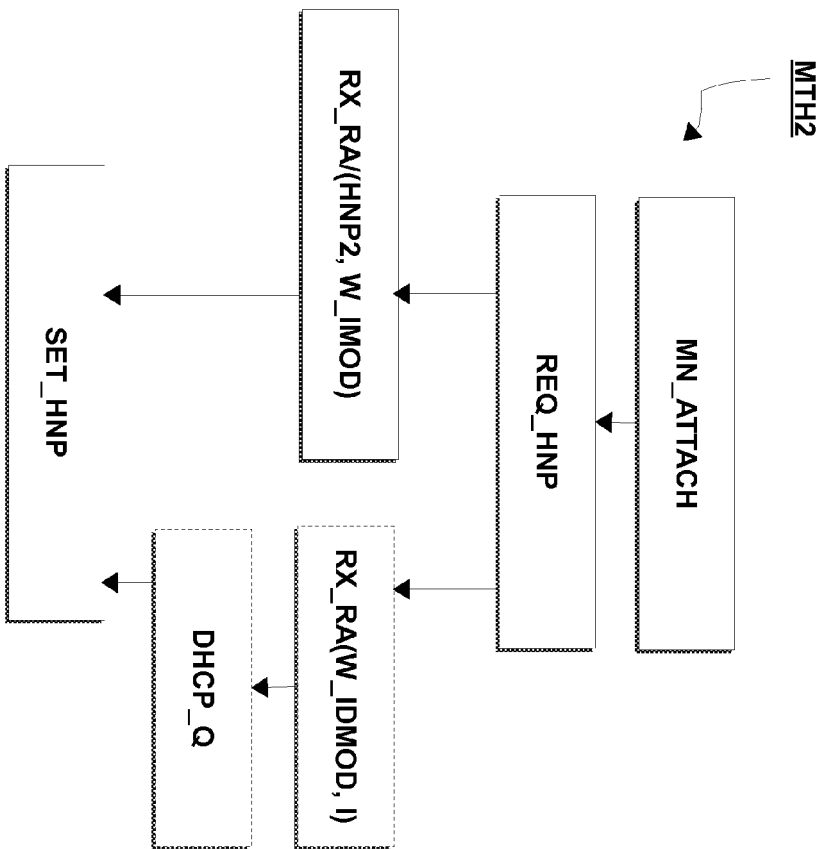 MTH2
MN_ATTACH
REQ_HNP
RX_RA/(HNP2, W_IMOD)
RX_RA(W_IDMOD, I)
DHCP_Q
SET_HNP